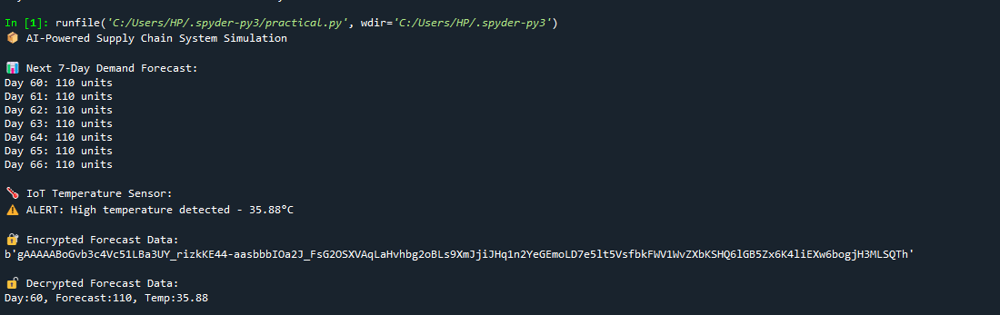 In [1]: runfile('C:/Users/HP/.spyder-py3/practical.py', wdir='C:/Users/HP/.spyder-py3')
📦 AI-Powered Supply Chain System Simulation
📊 Next 7-Day Demand Forecast:
Day 60: 110 units
Day 61: 110 units
Day 62: 110 units
Day 63: 110 units
Day 64: 110 units
Day 65: 110 units
Day 66: 110 units
🌡️ IoT Temperature Sensor:
⚠️ ALERT: High temperature detected - 35.88°C
🔐 Encrypted Forecast Data:
b'gAAAAABoGvb3c4Vc51LBa3UY_rizkKE44-aasbbbIOa2J_FsG2OSXVAqLaHvhbg2oBLs9XmJjiJHq1n2YeGEmoLD7e5lt5VsfbkFWV1WvZXbKSHQ6lGB5Zx6K4liEXw6bogjH3MLSQTh'
🔓 Decrypted Forecast Data:
Day:60, Forecast:110, Temp:35.88